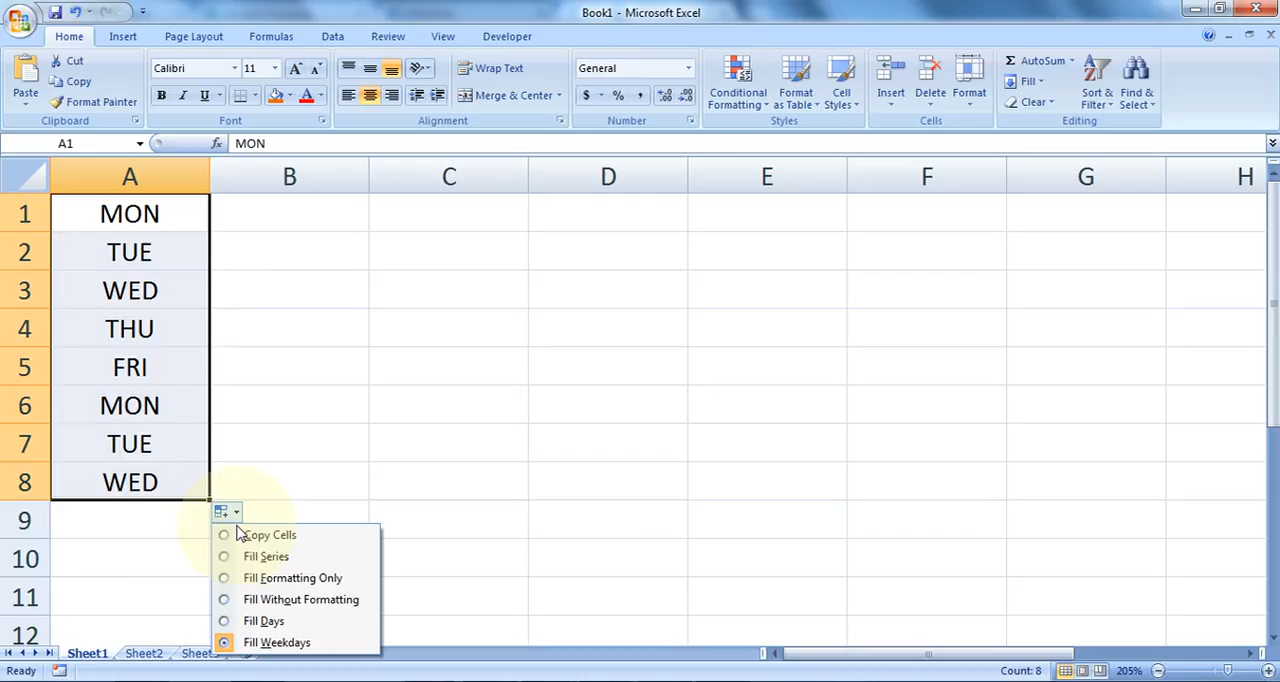 Book1 - Microsoft Excel
Home Insert Page Layout Formulas Data Review View Developer
Paste
Cut
Copy
Format Painter
Clipboard
Calibri 11
B I U
Font
Wrap Text
Merge & Center
Alignment
General
$ % ,
Number
Conditional Formatting
Format as Table
Cell Styles
Styles
Insert
Delete
Format
Cells
Σ AutoSum
Fill
Clear
Sort & Filter
Find & Select
Editing
A1 fx MON
A B C D E F G H
1 MON
2 TUE
3 WED
4 THU
5 FRI
6 MON
7 TUE
8 WED
9
10
11
12
Copy Cells
Fill Series
Fill Formatting Only
Fill Without Formatting
Fill Days
Fill Weekdays
Sheet1 Sheet2
Ready Count: 8 205%